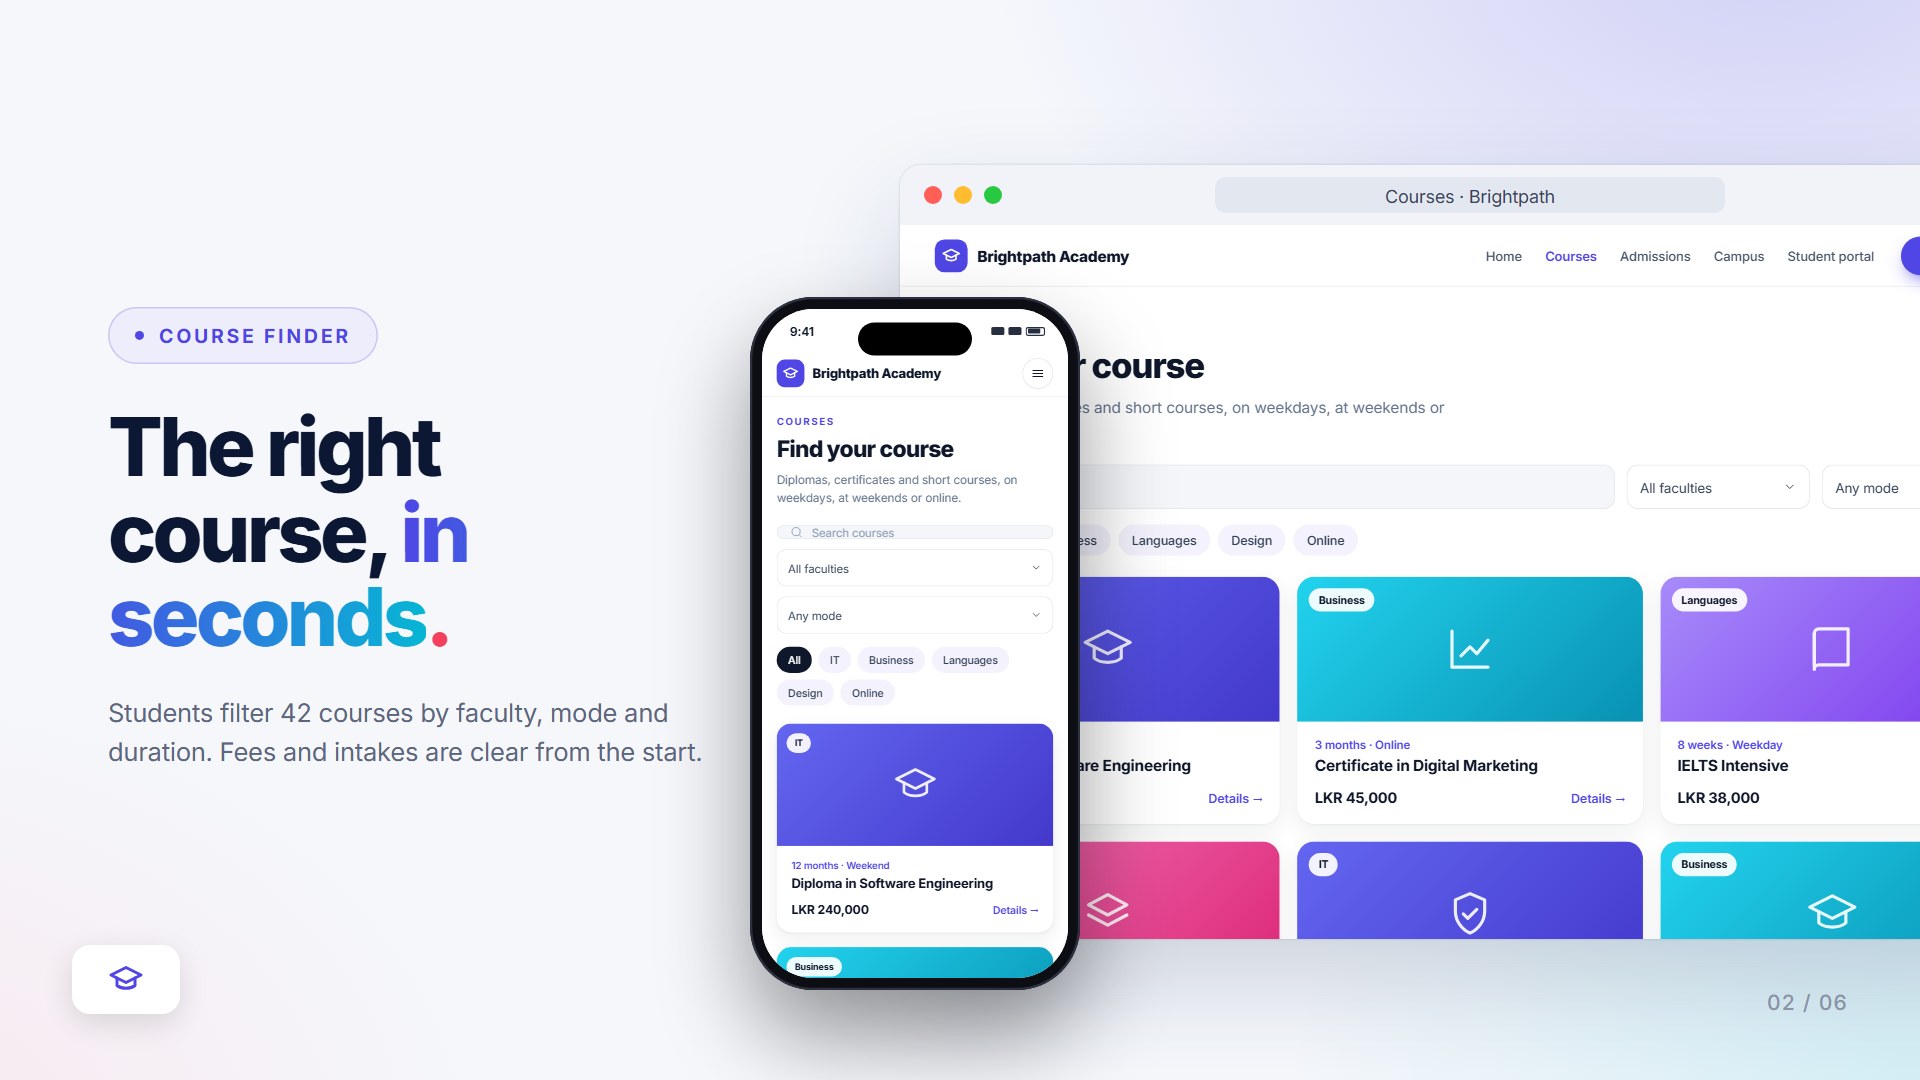 COURSE FINDER
The right
course, in
seconds.
Students filter 42 courses by faculty, mode and
duration. Fees and intakes are clear from the start.
9:41
Brightpath Academy
COURSES
Find your course
Diplomas, certificates and short courses, on
weekdays, at weekends or online.
Search courses
All faculties
Any mode
All IT Business Languages
Design Online
IT
12 months · Weekend
Diploma in Software Engineering
LKR 240,000 Details →
Business
Courses · Brightpath
Brightpath Academy Home Courses Admissions Campus Student portal
course
and short courses, on weekdays, at weekends or
All faculties Any mode
Languages Design Online
Business Languages
3 months · Online 8 weeks · Weekday
Engineering Certificate in Digital Marketing IELTS Intensive
Details → LKR 45,000 Details → LKR 38,000
IT Business
02 / 06